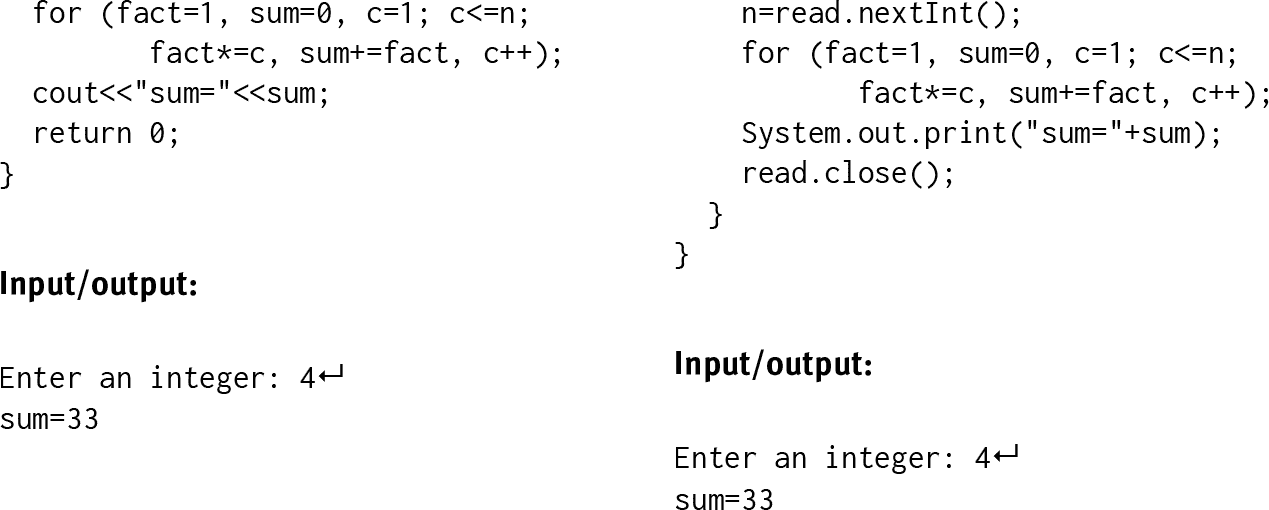 for (fact=1, sum=0, c=1; c<=n;
fact*=c, sum+=fact, c++);
cout<<"sum="<<sum;
return 0;
}
Input/output:
Enter an integer: 4↵
sum=33
n=read.nextInt();
for (fact=1, sum=0, c=1; c<=n;
fact*=c, sum+=fact, c++);
System.out.print("sum="+sum);
read.close();
}
}
Input/output:
Enter an integer: 4↵
sum=33